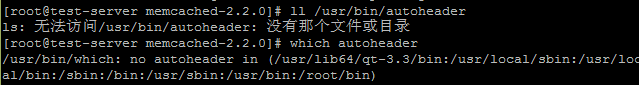 [root@test-server memcached-2.2.0]# ll /usr/bin/autoheader
ls: 无法访问/usr/bin/autoheader: 没有那个文件或目录
[root@test-server memcached-2.2.0]# which autoheader
/usr/bin/which: no autoheader in (/usr/lib64/qt-3.3/bin:/usr/local/sbin:/usr/loc
al/bin:/sbin:/bin:/usr/sbin:/usr/bin:/root/bin)